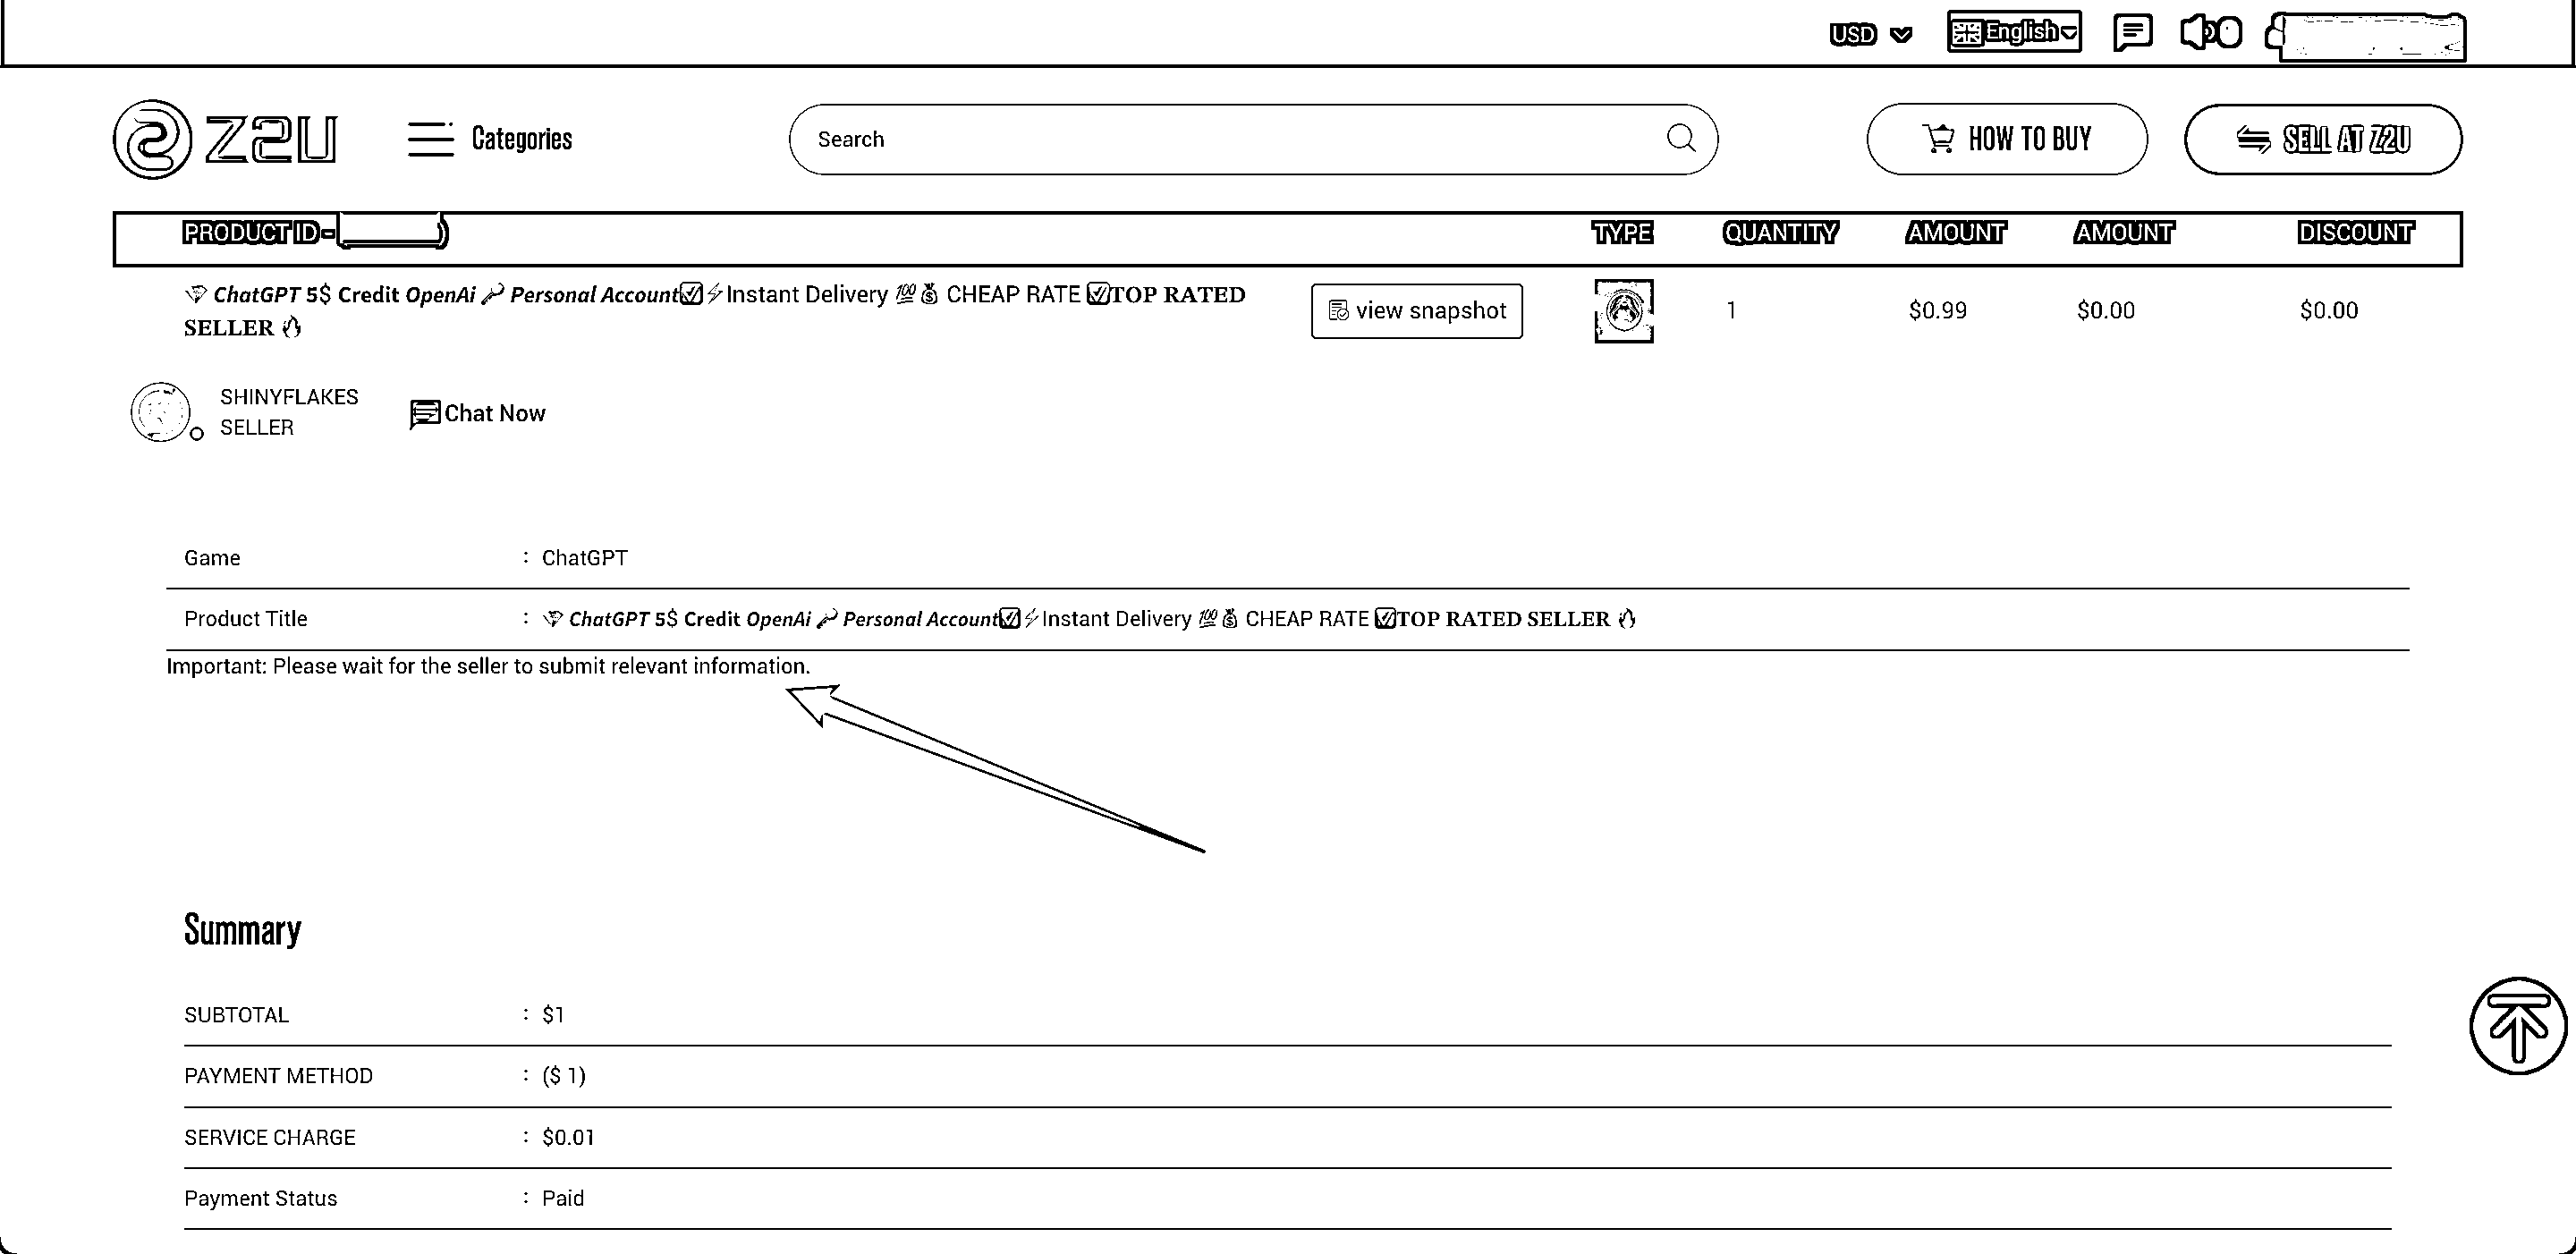 USD English
Z2U Categories Search HOW TO BUY SELL AT Z2U
PRODUCT ID - TYPE QUANTITY AMOUNT AMOUNT DISCOUNT
💎 ChatGPT 5$ Credit OpenAi 🔑 Personal Account✅⚡Instant Delivery 💯💰 CHEAP RATE ✅TOP RATED
SELLER 🔥
view snapshot 1 $0.99 $0.00 $0.00
SHINYFLAKES
SELLER
Chat Now
Game : ChatGPT
Product Title : 💎 ChatGPT 5$ Credit OpenAi 🔑 Personal Account✅⚡Instant Delivery 💯💰 CHEAP RATE ✅TOP RATED SELLER 🔥
Important: Please wait for the seller to submit relevant information.
Summary
SUBTOTAL : $1
PAYMENT METHOD : ($ 1)
SERVICE CHARGE : $0.01
Payment Status : Paid